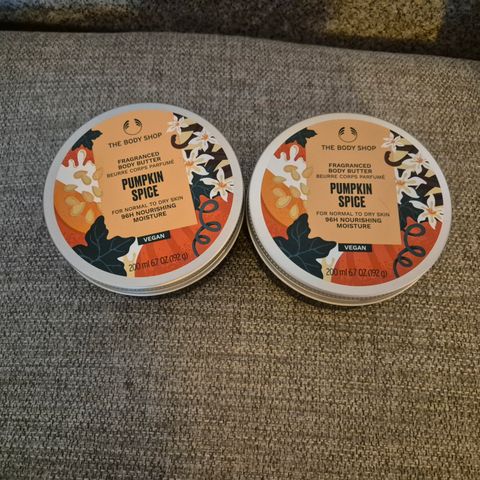 THE BODY SHOP
FRAGRANCED
BODY BUTTER
BEURRE CORPS PARFUMÉ
PUMPKIN
SPICE
FOR NORMAL TO DRY SKIN
96H NOURISHING
MOISTURE
VEGAN
200 ml 6.7 OZ (192 g)
THE BODY SHOP
FRAGRANCED
BODY BUTTER
BEURRE CORPS PARFUMÉ
PUMPKIN
SPICE
FOR NORMAL TO DRY SKIN
96H NOURISHING
MOISTURE
VEGAN
200 ml 6.7 OZ (192 g)